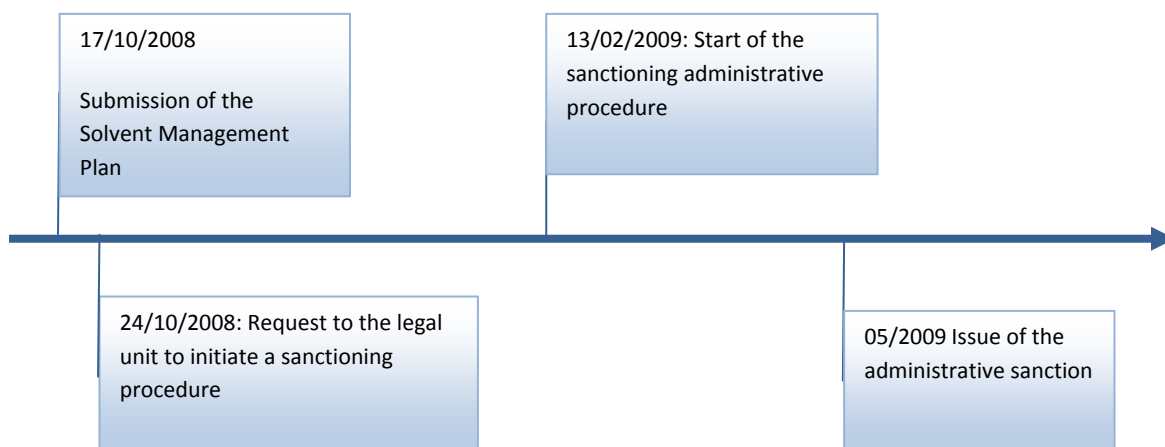 17/10/2008
Submission of the
Solvent Management
Plan
13/02/2009: Start of the
sanctioning administrative
procedure
24/10/2008: Request to the legal
unit to initiate a sanctioning
procedure
05/2009 Issue of the
administrative sanction